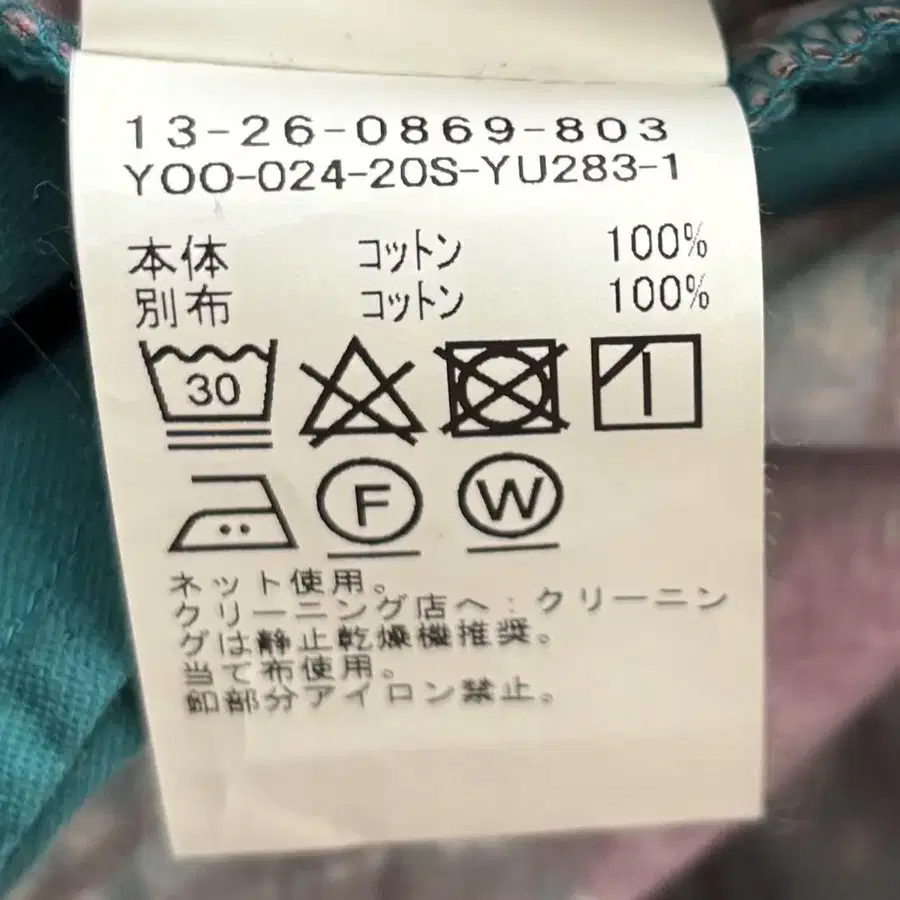 13-26-0869-803
YOO-024-20S-YU283-1
本体 コットン 100%
別布 コットン 100%
30
F W
ネット使用。
クリーニング店へ:クリーニン
グは静止乾燥機推奨。
当て布使用。
釦部分アイロン禁止。